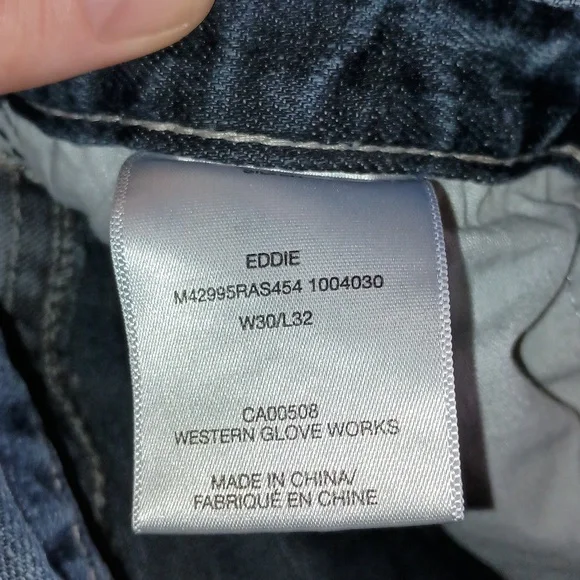 EDDIE
M42995RAS454 1004030
W30/L32
CA00508
WESTERN GLOVE WORKS
MADE IN CHINA/
FABRIQUÉ EN CHINE